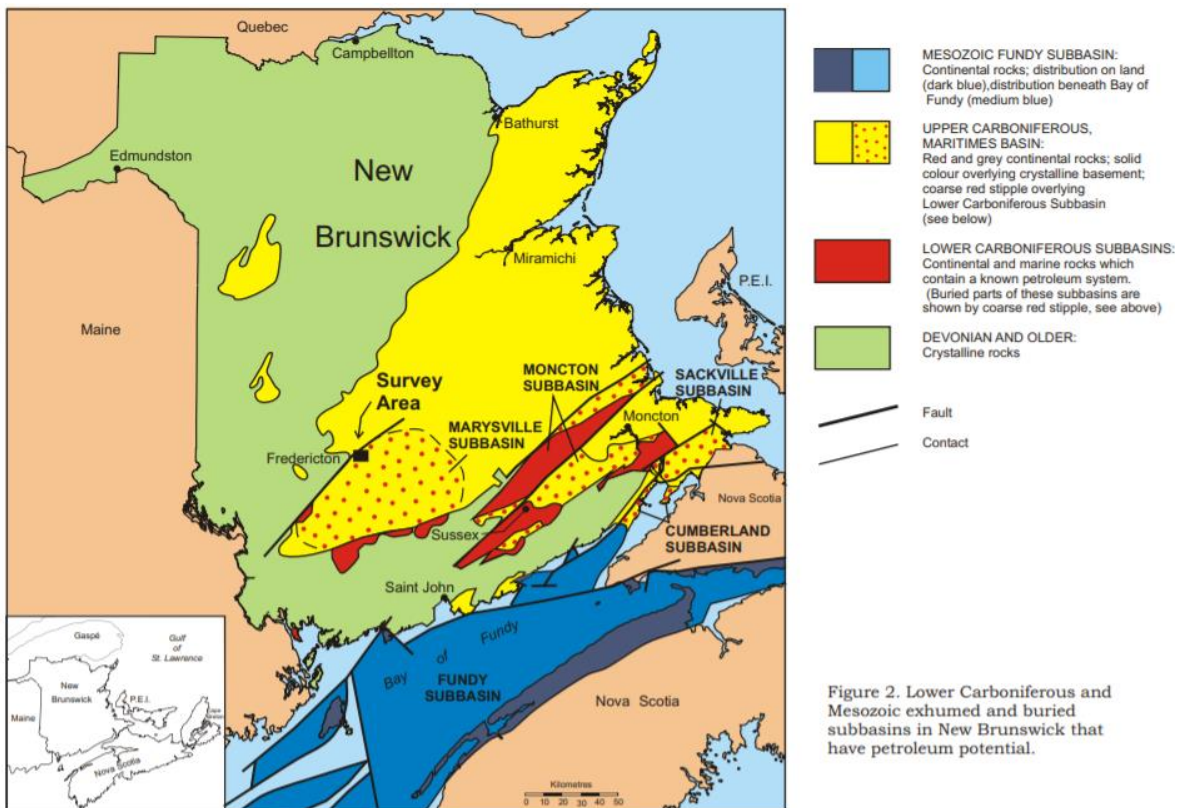 Quebec
Campbellton
Bathurst
Edmundston
New
Brunswick
Miramichi
P.E.I.
Maine
Survey
Area
MONCTON
SUBBASIN
SACKVILLE
SUBBASIN
MARYSVILLE
SUBBASIN
Moncton
Fredericton
Nova Scotia
Sussex
CUMBERLAND
SUBBASIN
Saint John
Bay of Fundy
FUNDY
SUBBASIN
Nova Scotia
Kilometres
0 10 20 30 40 50
Gaspé
Gulf
of
St. Lawrence
New
Brunswick
Maine
P.E.I.
Nova Scotia
MESOZOIC FUNDY SUBBASIN:
Continental rocks; distribution on land
(dark blue),distribution beneath Bay of
Fundy (medium blue)
UPPER CARBONIFEROUS,
MARITIMES BASIN:
Red and grey continental rocks; solid
colour overlying crystalline basement;
coarse red stipple overlying
Lower Carboniferous Subbasin
(see below)
LOWER CARBONIFEROUS SUBBASINS:
Continental and marine rocks which
contain a known petroleum system.
(Buried parts of these subbasins are
shown by coarse red stipple, see above)
DEVONIAN AND OLDER:
Crystalline rocks
Fault
Contact
Figure 2. Lower Carboniferous and
Mesozoic exhumed and buried
subbasins in New Brunswick that
have petroleum potential.